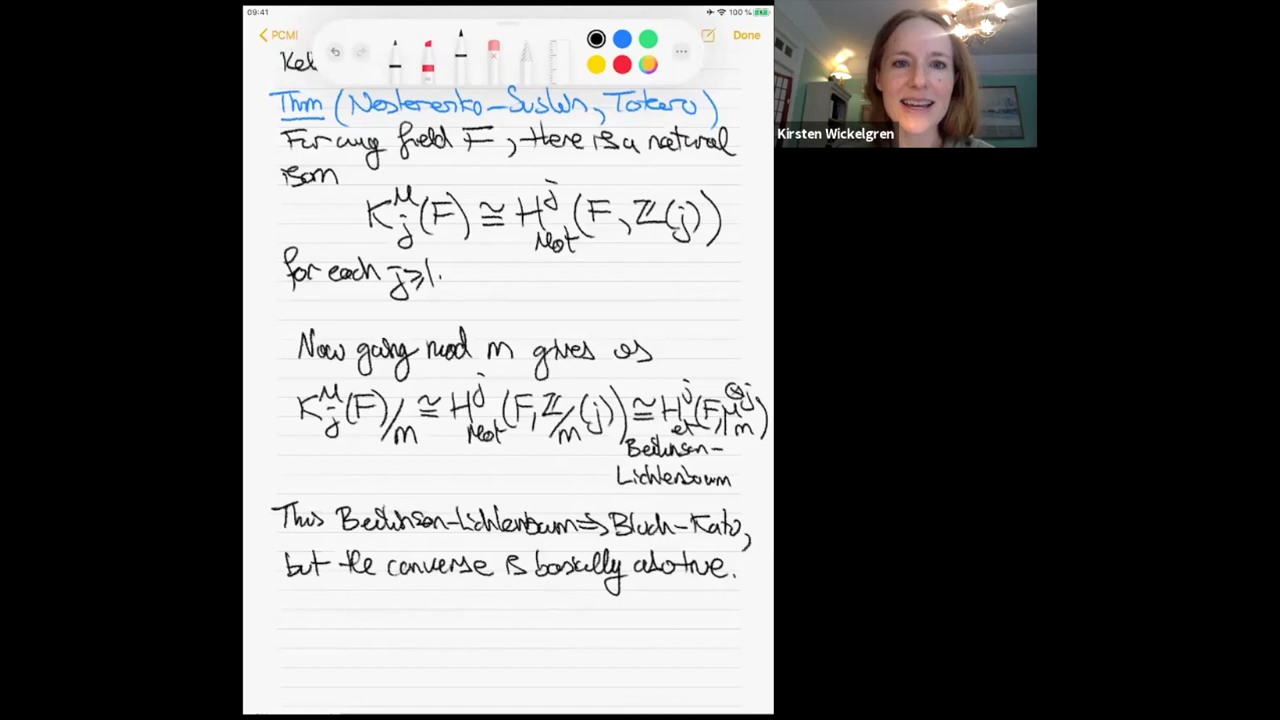 09:41
100 %
PCMI
Done
Thm (Nesterenko-Suslin, Totaro)
For any field F, there is a natural
isom
K^M_j(F) ≅ H^j_Mot(F, ℤ(j))
for each j≥1.
Now going mod m gives us
K^M_j(F)/m ≅ H^j_Mot(F, ℤ/m(j)) ≅ H^j_et(F, μ_m^⊗j)
Beilinson-
Lichtenbaum
Thus Beilinson-Lichtenbaum ⇒ Bloch-Kato,
but the converse is basically also true.
Kirsten Wickelgren